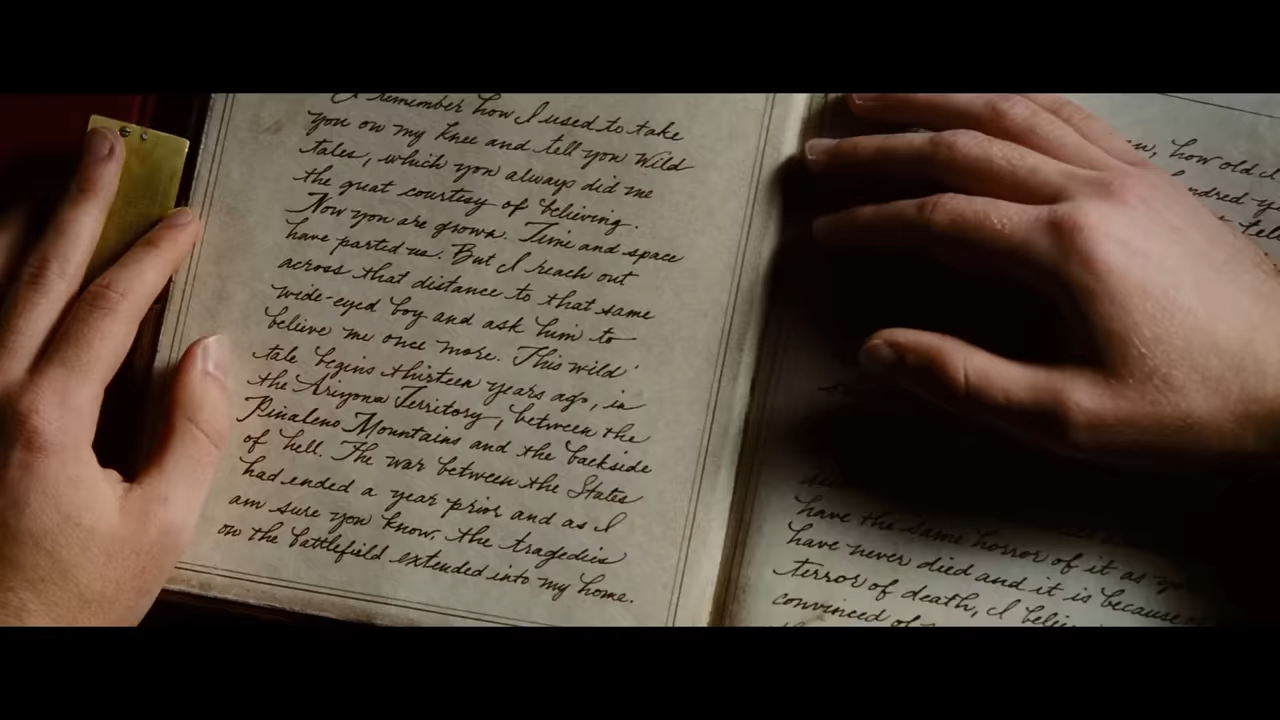 I remember how I used to take
you on my knee and tell you Wild
tales, which you always did me
the great courtesy of believing.
Now you are grown. Time and space
have parted us. But I reach out
across that distance to that same
wide-eyed boy and ask him to
believe me once more. This wild
tale begins thirteen years ago, in
the Arizona Territory, between the
Pinaleno Mountains and the backside
of hell. The war between the States
had ended a year prior and as I
am sure you know, the tragedies
on the battlefield extended into my home.
how old I
have the same horror of it as
have never died and it is because
terror of death, I
convinced of